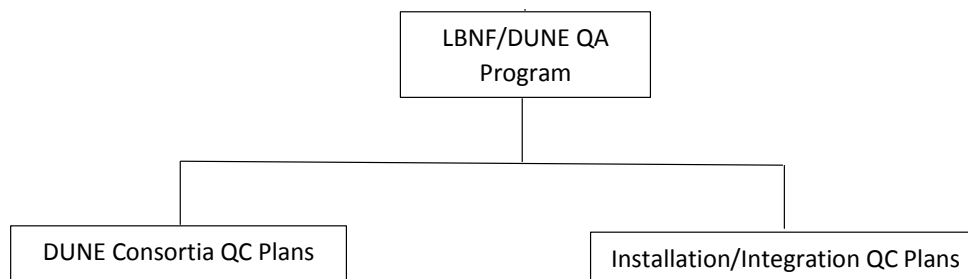 LBNF/DUNE QA
Program
DUNE Consortia QC Plans
Installation/Integration QC Plans